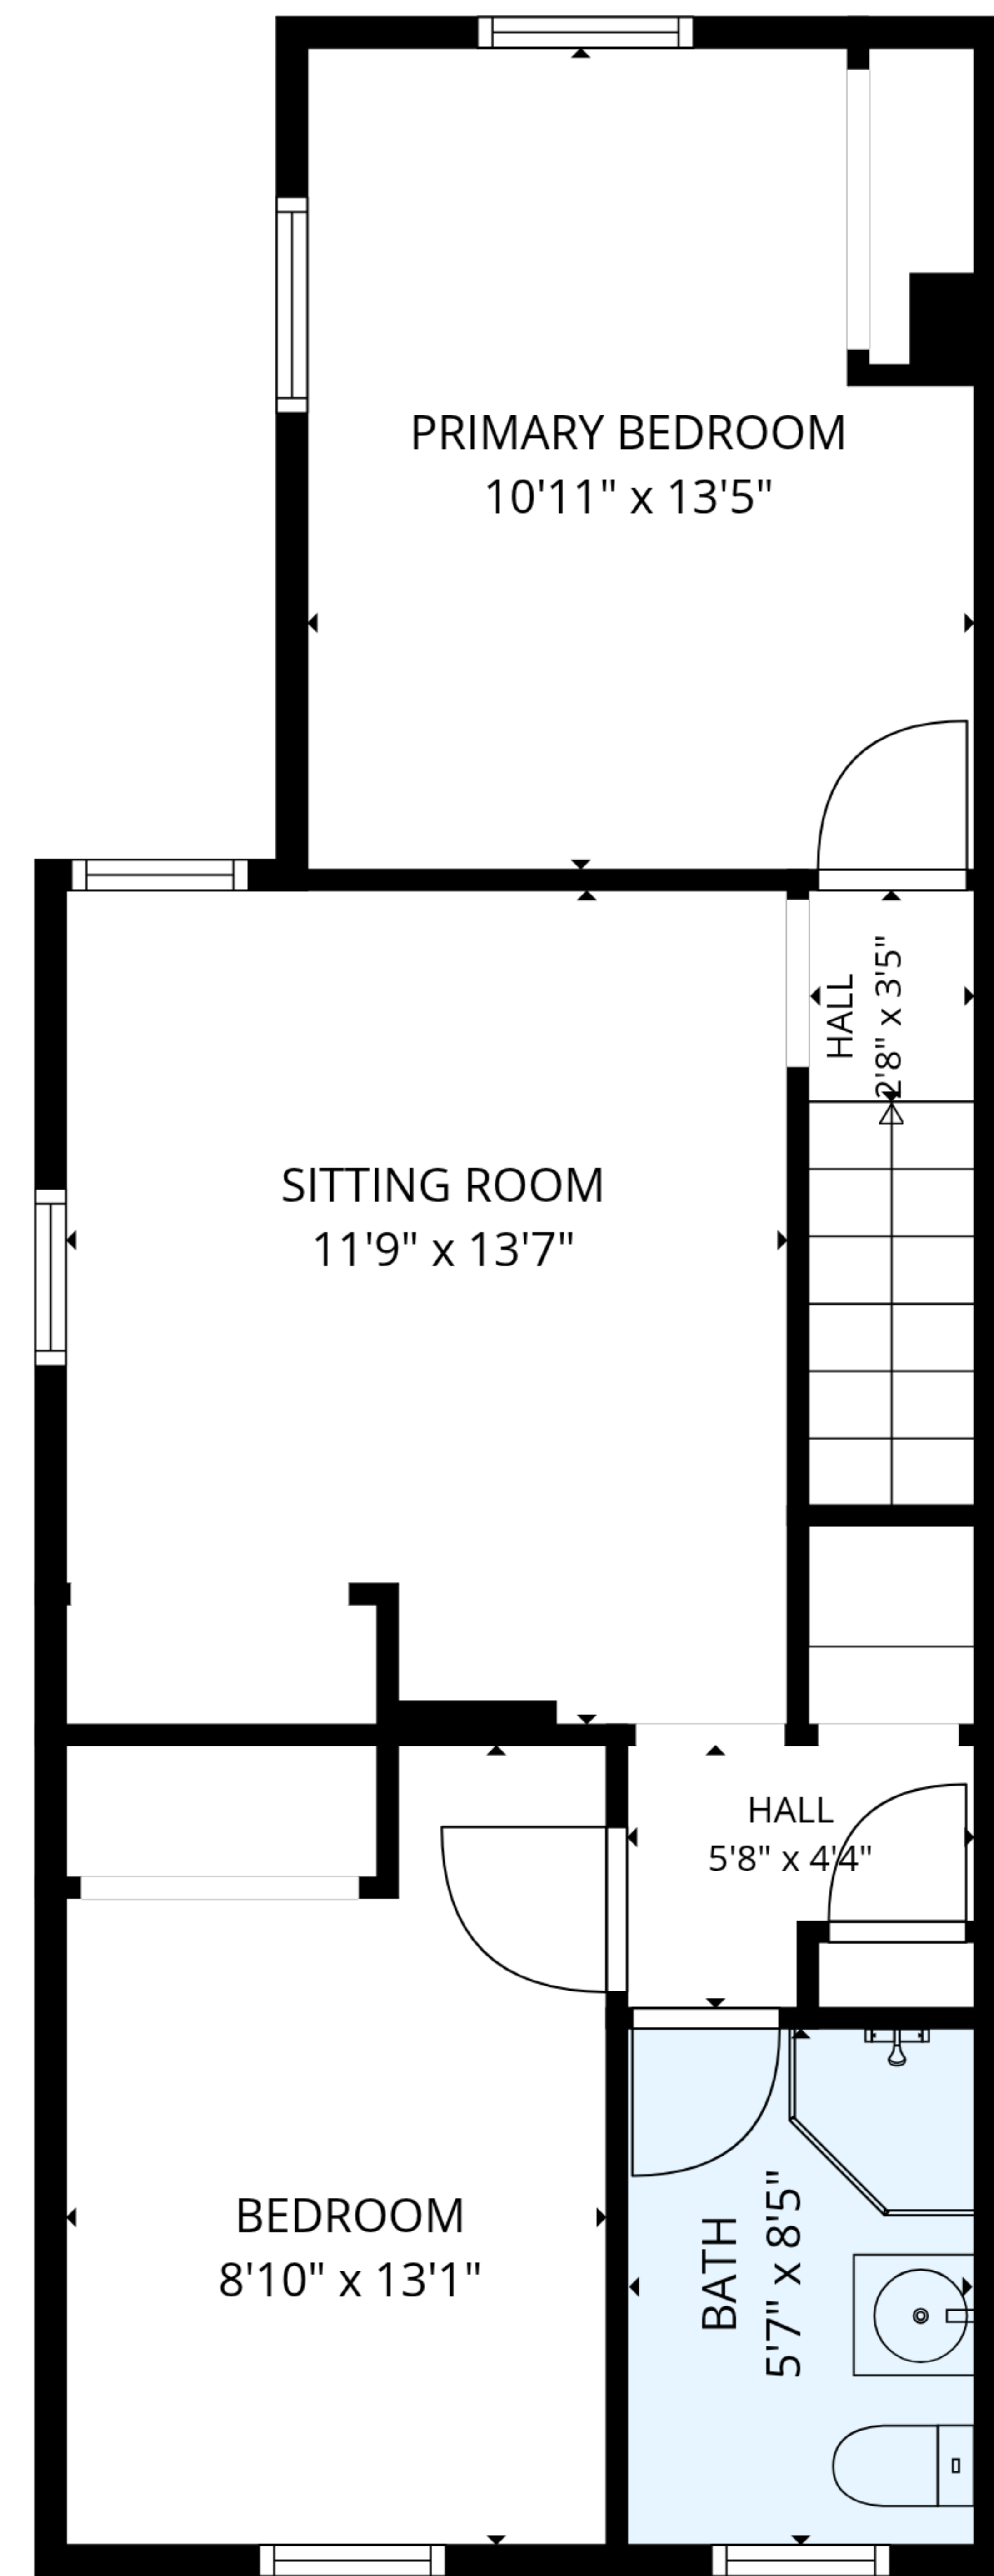 PRIMARY BEDROOM
10'11" x 13'5"
HALL
2'8" x 3'5"
SITTING ROOM
11'9" x 13'7"
HALL
5'8" x 4'4"
BEDROOM
8'10" x 13'1"
BATH
5'7" x 8'5"